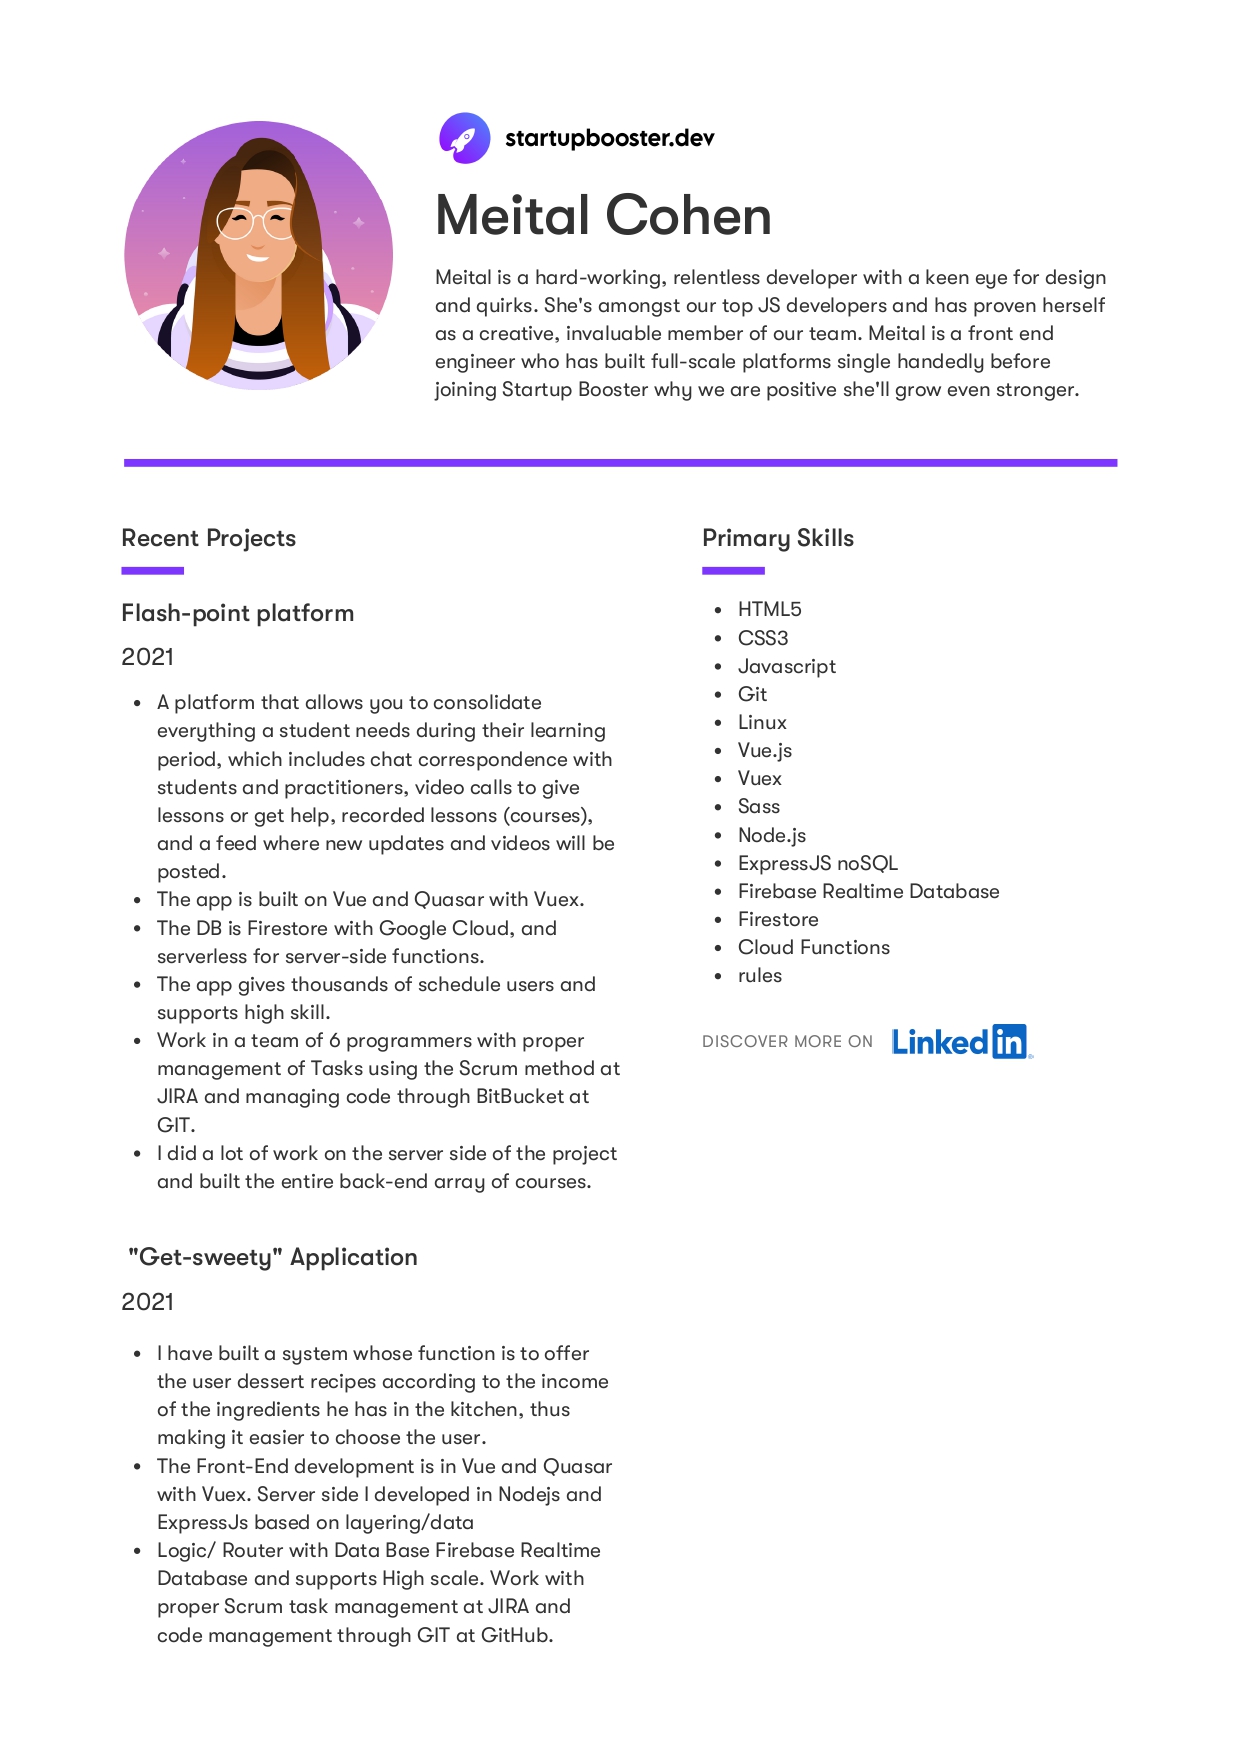 startupbooster.dev
Meital Cohen
Meital is a hard-working, relentless developer with a keen eye for design
and quirks. She's amongst our top JS developers and has proven herself
as a creative, invaluable member of our team. Meital is a front end
engineer who has built full-scale platforms single handedly before
joining Startup Booster why we are positive she'll grow even stronger.
Recent Projects
Flash-point platform
2021
• A platform that allows you to consolidate
everything a student needs during their learning
period, which includes chat correspondence with
students and practitioners, video calls to give
lessons or get help, recorded lessons (courses),
and a feed where new updates and videos will be
posted.
• The app is built on Vue and Quasar with Vuex.
• The DB is Firestore with Google Cloud, and
serverless for server-side functions.
• The app gives thousands of schedule users and
supports high skill.
• Work in a team of 6 programmers with proper
management of Tasks using the Scrum method at
JIRA and managing code through BitBucket at
GIT.
• I did a lot of work on the server side of the project
and built the entire back-end array of courses.
"Get-sweety" Application
2021
• I have built a system whose function is to offer
the user dessert recipes according to the income
of the ingredients he has in the kitchen, thus
making it easier to choose the user.
• The Front-End development is in Vue and Quasar
with Vuex. Server side I developed in Nodejs and
ExpressJs based on layering/data
• Logic/ Router with Data Base Firebase Realtime
Database and supports High scale. Work with
proper Scrum task management at JIRA and
code management through GIT at GitHub.
Primary Skills
• HTML5
• CSS3
• Javascript
• Git
• Linux
• Vue.js
• Vuex
• Sass
• Node.js
• ExpressJS noSQL
• Firebase Realtime Database
• Firestore
• Cloud Functions
• rules
DISCOVER MORE ON Linkedin